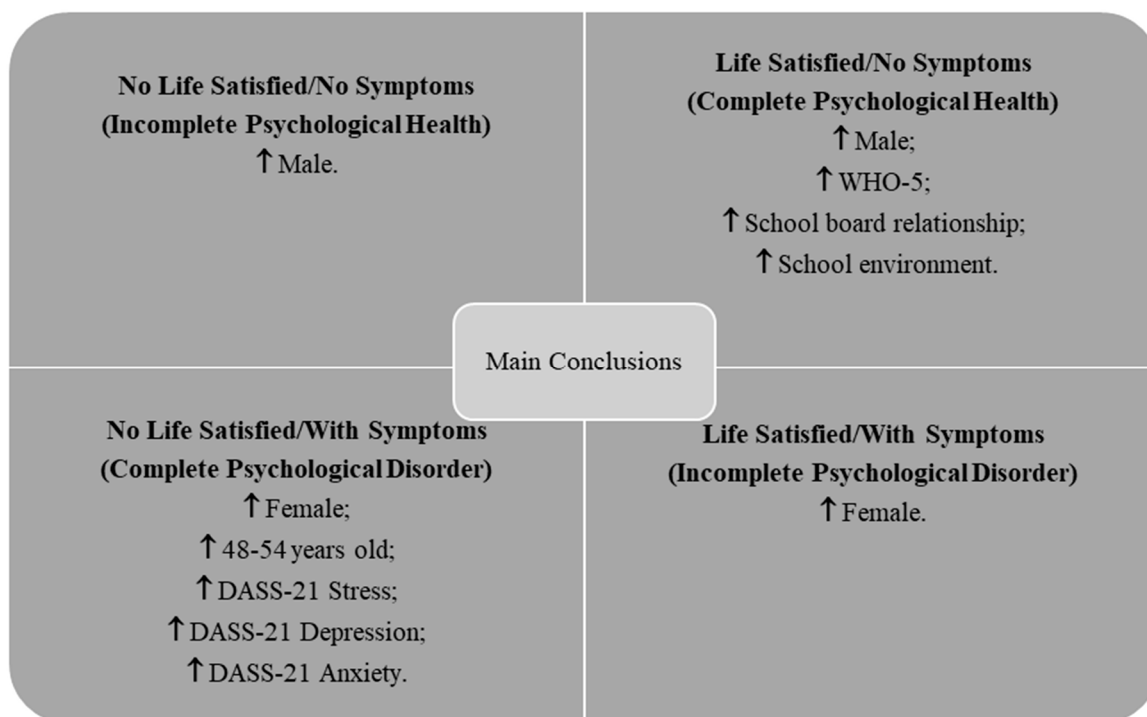 No Life Satisfied/No Symptoms
(Incomplete Psychological Health)
↑ Male.
Life Satisfied/No Symptoms
(Complete Psychological Health)
↑ Male;
↑ WHO-5;
↑ School board relationship;
↑ School environment.
Main Conclusions
No Life Satisfied/With Symptoms
(Complete Psychological Disorder)
↑ Female;
↑ 48-54 years old;
↑ DASS-21 Stress;
↑ DASS-21 Depression;
↑ DASS-21 Anxiety.
Life Satisfied/With Symptoms
(Incomplete Psychological Disorder)
↑ Female.